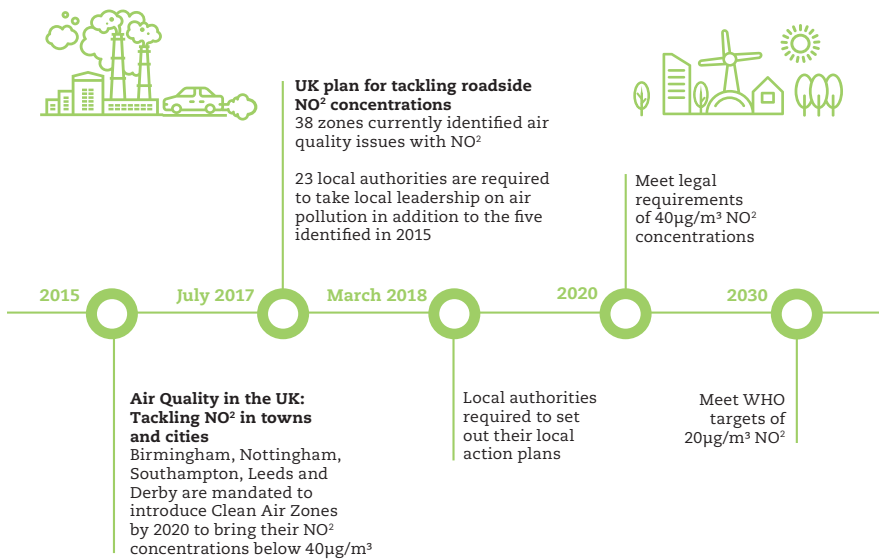 UK plan for tackling roadside
NO² concentrations
38 zones currently identified air
quality issues with NO²
23 local authorities are required
to take local leadership on air
pollution in addition to the five
identified in 2015
Meet legal
requirements
of 40µg/m³ NO²
concentrations
2015
July 2017
March 2018
2020
2030
Air Quality in the UK:
Tackling NO² in towns
and cities
Birmingham, Nottingham,
Southampton, Leeds and
Derby are mandated to
introduce Clean Air Zones
by 2020 to bring their NO²
concentrations below 40µg/m³
Local authorities
required to set
out their local
action plans
Meet WHO
targets of
20µg/m³ NO²